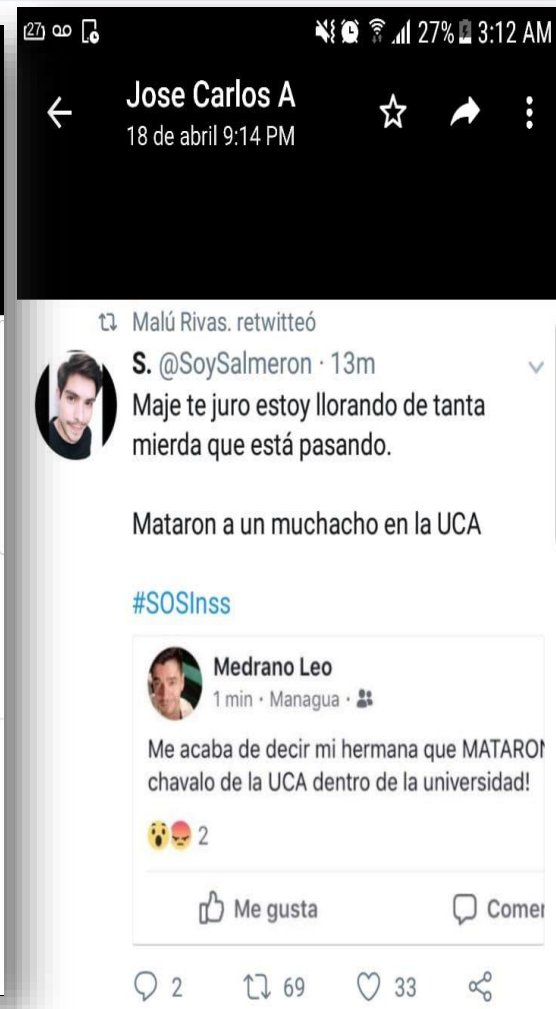 27 27% 3:12 AM
Jose Carlos A
18 de abril 9:14 PM
Malú Rivas. retwitteó
S. @SoySalmeron · 13m
Maje te juro estoy llorando de tanta
mierda que está pasando.
Mataron a un muchacho en la UCA
#SOSInss
Medrano Leo
1 min · Managua ·
Me acaba de decir mi hermana que MATARON
chavalo de la UCA dentro de la universidad!
2
Me gusta Comer
2 69 33